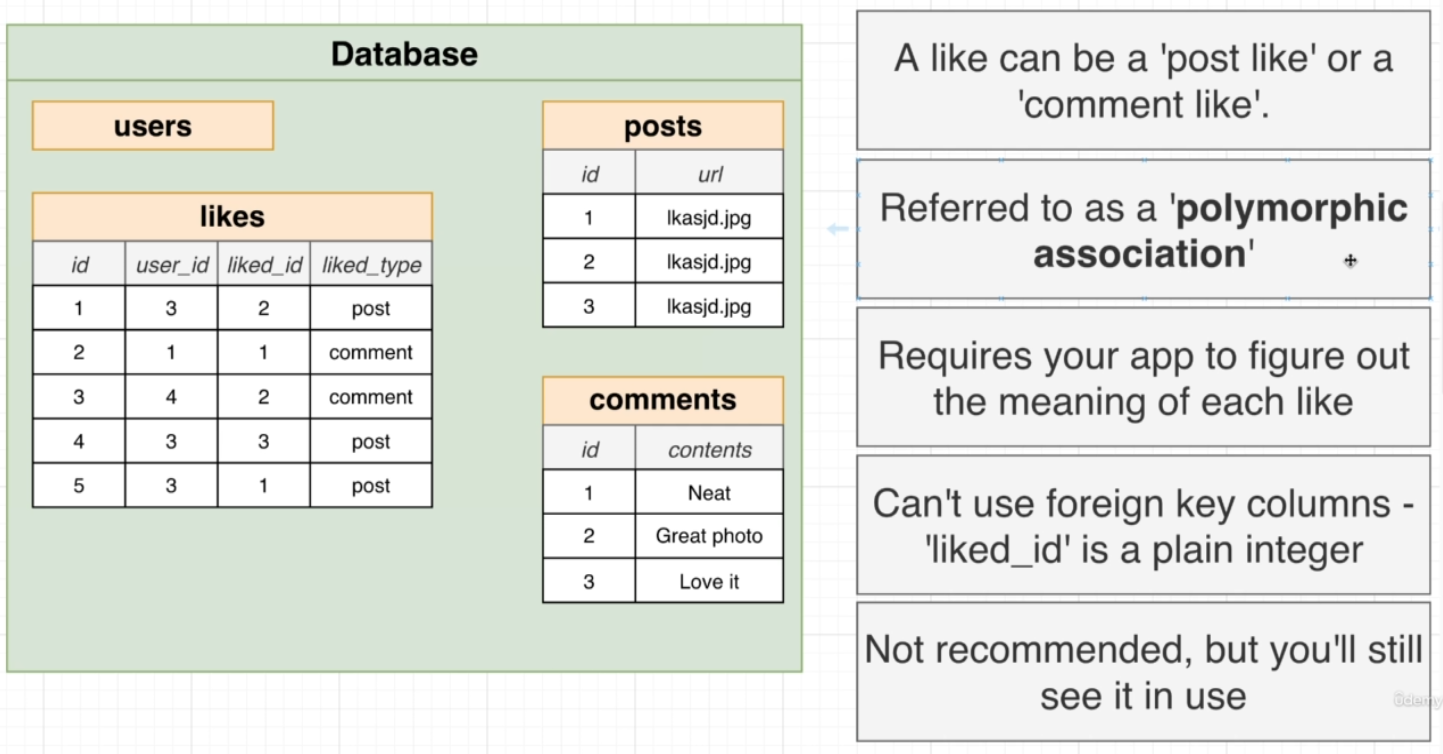 Database
users
likes
id user_id liked_id liked_type
1 3 2 post
2 1 1 comment
3 4 2 comment
4 3 3 post
5 3 1 post
posts
id url
1 lkasjd.jpg
2 lkasjd.jpg
3 lkasjd.jpg
comments
id contents
1 Neat
2 Great photo
3 Love it
A like can be a 'post like' or a
'comment like'.
Referred to as a 'polymorphic
association'
Requires your app to figure out
the meaning of each like
Can't use foreign key columns -
'liked_id' is a plain integer
Not recommended, but you'll still
see it in use
ûdemy